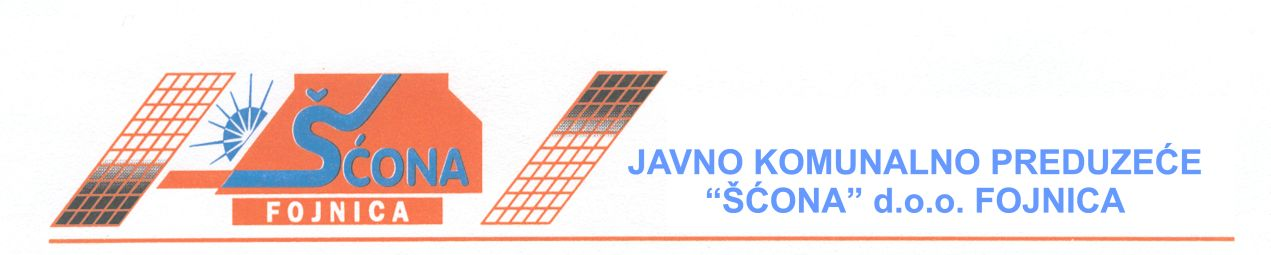 ŠĆONA
FOJNICA
JAVNO KOMUNALNO PREDUZEĆE
“ŠĆONA” d.o.o. FOJNICA